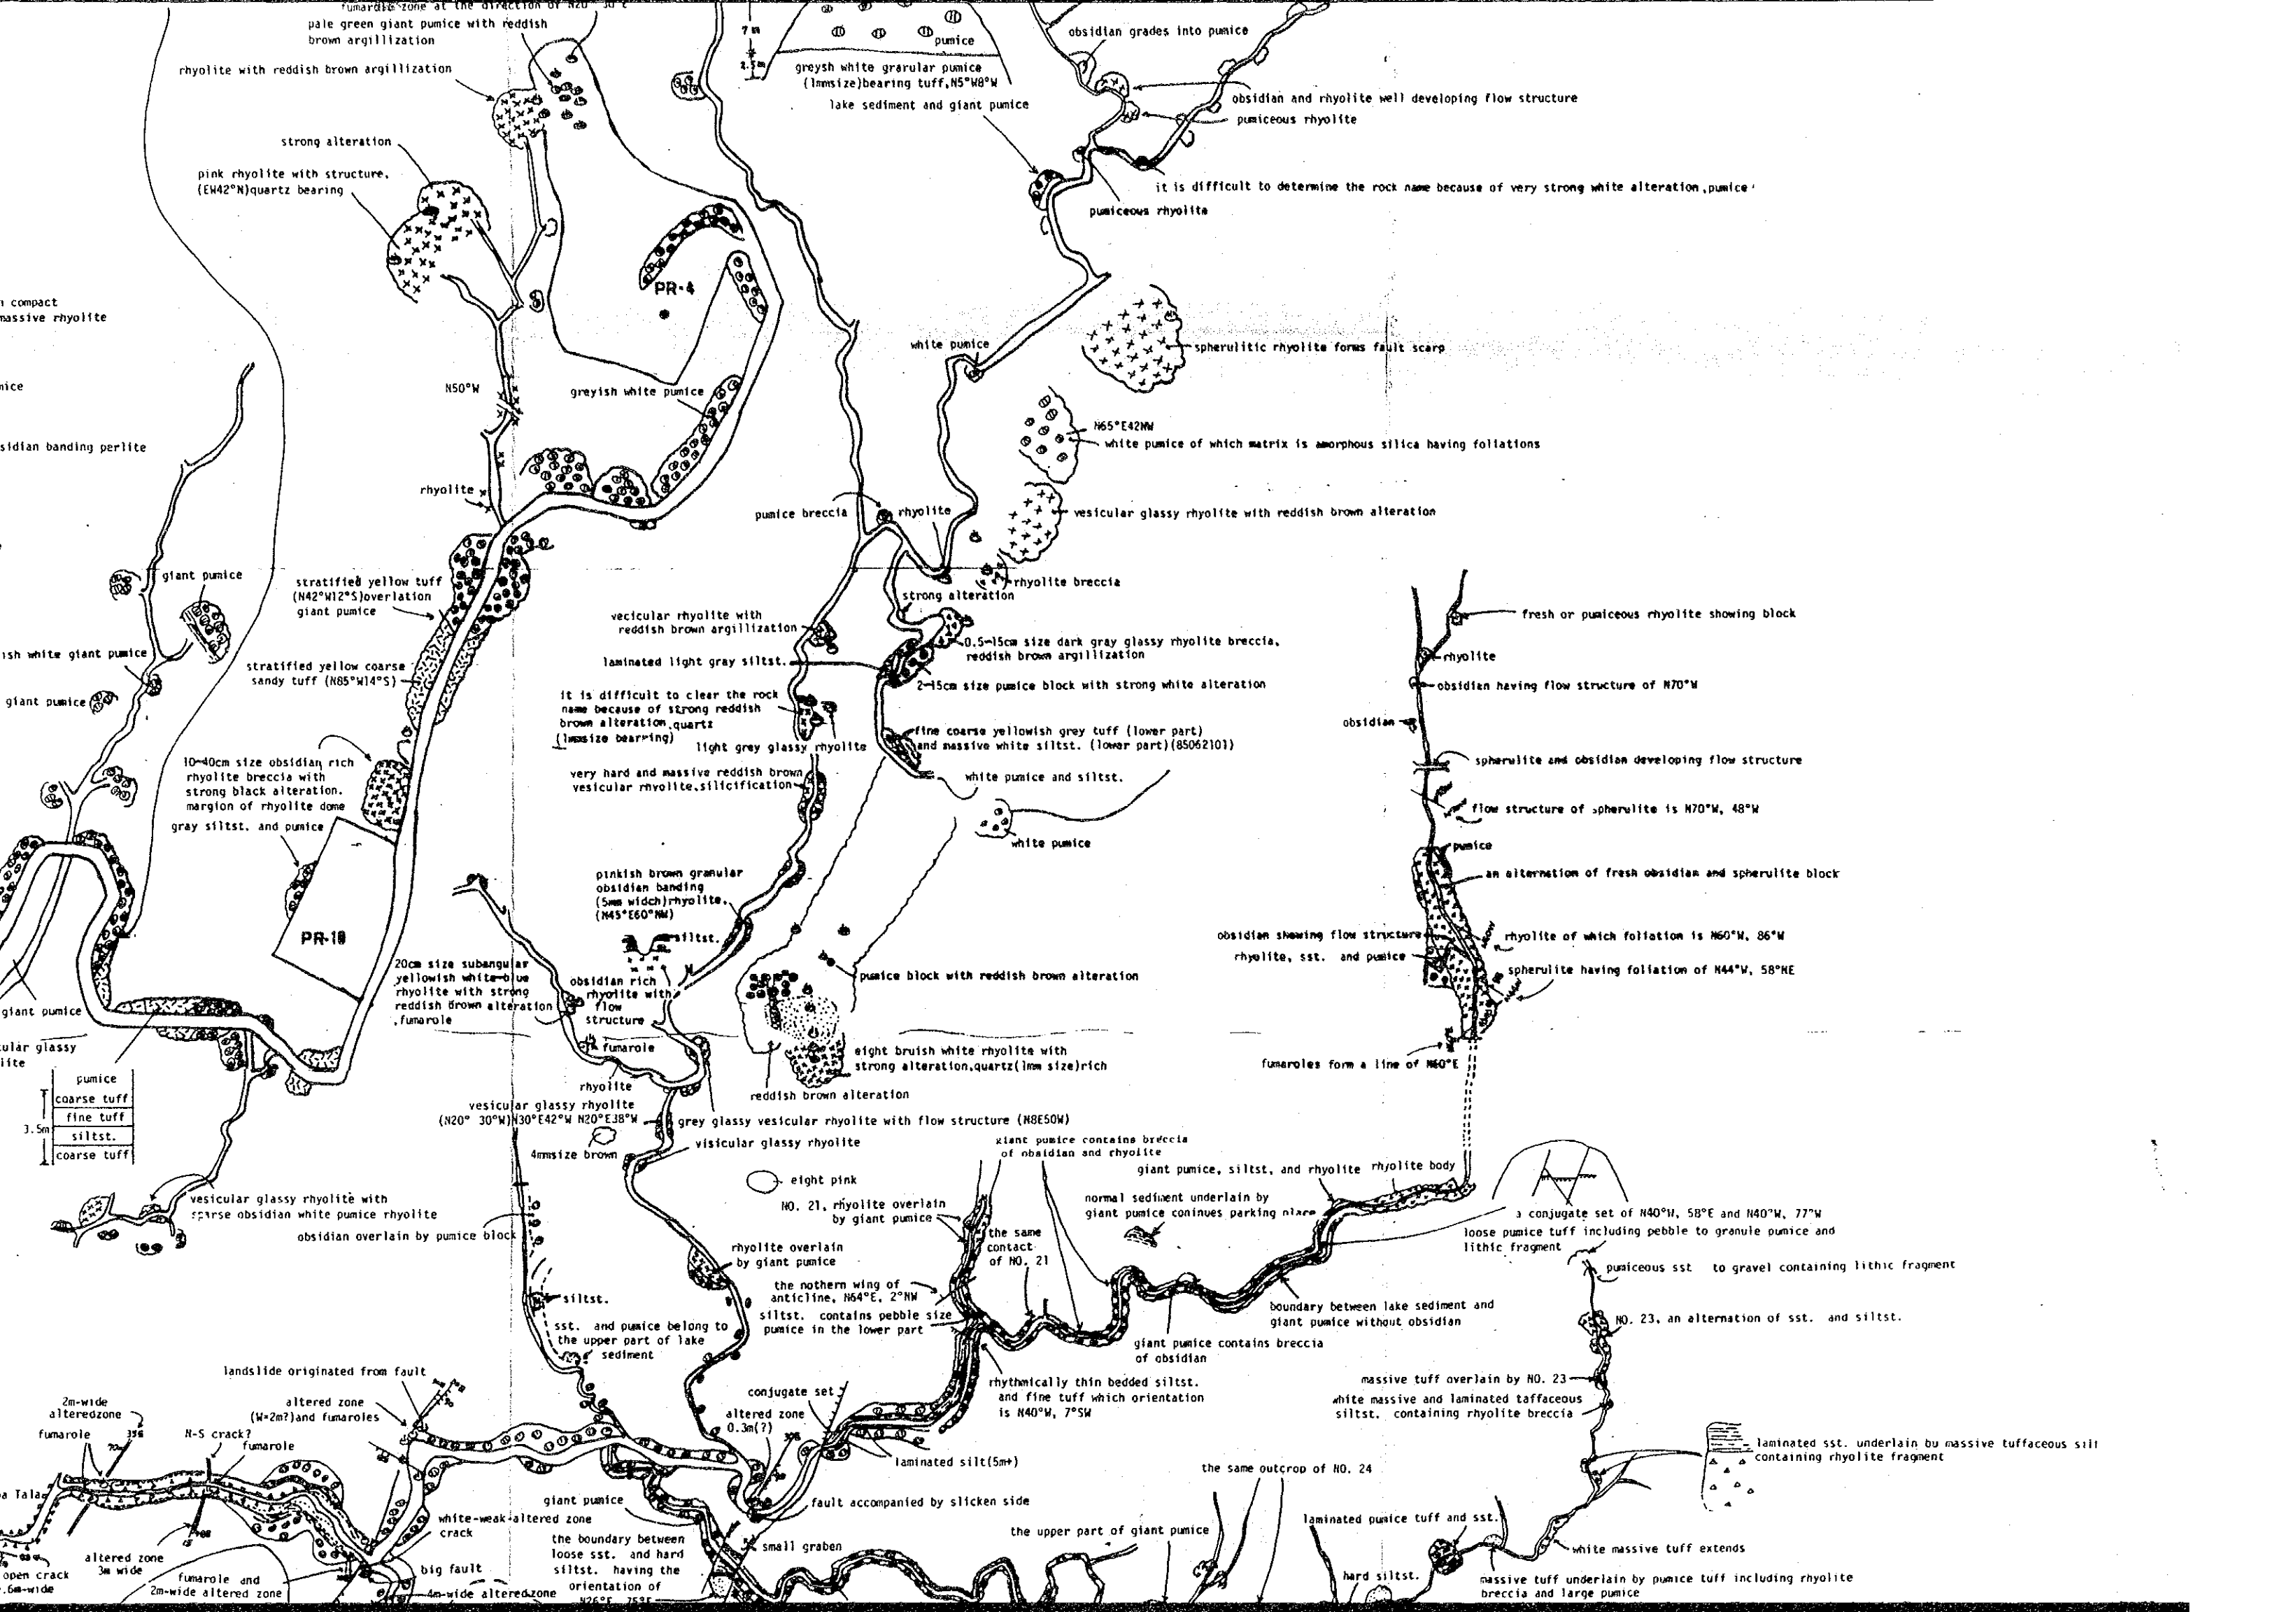 fumarolic zone at the direction of N20° 30°E
pale green giant pumice with reddish
brown argillization
rhyolite with reddish brown argillization
strong alteration
pink rhyolite with structure,
(EW42°N)quartz bearing
7 m
2.5m
pumice
greysh white grarular pumice
(1mmsize)bearing tuff,N5°W8°W
lake sediment and giant pumice
obsidian grades into pumice
obsidian and rhyolite well developing flow structure
pumiceous rhyolite
it is difficult to determine the rock name because of very strong white alteration,pumice
pumiceous rhyolite
compact
massive rhyolite
PR-4
white pumice
spherulitic rhyolite forms fault scarp
N50°W
greyish white pumice
N65°E42NW
white pumice of which matrix is amorphous silica having foliations
sidian banding perlite
rhyolite
pumice breccia
rhyolite
vesicular glassy rhyolite with reddish brown alteration
giant pumice
stratified yellow tuff
(N42°W12°S)overlation
giant pumice
rhyolite breccia
strong alteration
vecicular rhyolite with
reddish brown argillization
fresh or pumiceous rhyolite showing block
0.5~15cm size dark gray glassy rhyolite breccia,
reddish brown argillization
ish white giant pumice
stratified yellow coarse
sandy tuff (N85°W14°S)
laminated light gray siltst.
rhyolite
2~15cm size pumice block with strong white alteration
obsidian having flow structure of N70°W
giant pumice
it is difficult to clear the rock
name because of strong reddish
brown alteration,quartz
(1mmsize bearring)
obsidian
fine coarse yellowish grey tuff (lower part)
and massive white siltst. (lower part)(85062101)
light grey glassy rhyolite
10~40cm size obsidian rich
rhyolite breccia with
strong black alteration.
margion of rhyolite dome
gray siltst. and pumice
very hard and massive reddish brown
vesicular rhyolite,silicification
white pumice and siltst.
spherulite and obsidian developing flow structure
flow structure of spherulite is N70°W, 48°W
white pumice
pumice
an alternation of fresh obsidian and spherulite block
pinkish brown granular
obsidian banding
(5mm widch)rhyolite,
(N45°E60°NW)
siltst.
PR-10
obsidian showing flow structure
rhyolite of which foliation is N60°W, 86°W
rhyolite, sst. and pumice
spherulite having foliation of N44°W, 58°NE
20cm size subangular
yellowish white-blue
rhyolite with strong
reddish brown alteration
,fumarole
obsidian rich
rhyolite with
flow
structure
pumice block with reddish brown alteration
giant pumice
cular glassy
lite
fumarole
eight bruish white rhyolite with
strong alteration,quartz(1mm size)rich
fumaroles form a line of N60°E
pumice
coarse tuff
fine tuff
siltst.
coarse tuff
3.5m
rhyolite
reddish brown alteration
vesicular glassy rhyolite
(N20° 30°W)N30°E42°W N20°E38°W
grey glassy vesicular rhyolite with flow structure (N8E50W)
4mmsize brown
visicular glassy rhyolite
giant pumice contains breccia
of obsidian and rhyolite
giant pumice, siltst, and rhyolite
rhyolite body
eight pink
vesicular glassy rhyolite with
sparse obsidian white pumice rhyolite
obsidian overlain by pumice block
NO. 21, rhyolite overlain
by giant pumice
normal sediment underlain by
giant pumice coninues parking place
a conjugate set of N40°W, 58°E and N40°W, 77°W
loose pumice tuff including pebble to granule pumice and
lithic fragment
the same
contact
of NO. 21
rhyolite overlain
by giant pumice
pumiceous sst to gravel containing lithic fragment
the nothern wing of
anticline, N64°E, 2°NW
siltst. contains pebble size
pumice in the lower part
siltst.
boundary between lake sediment and
giant pumice without obsidian
NO. 23, an alternation of sst. and siltst.
sst. and pumice belong to
the upper part of lake
sediment
giant pumice contains breccia
of obsidian
landslide originated from fault
rhythmically thin bedded siltst.
and fine tuff which orientation
is N40°W, 7°SW
massive tuff overlain by NO. 23
white massive and laminated taffaceous
siltst. containing rhyolite breccia
2m-wide
alteredzone
altered zone
(W=2m?)and fumaroles
conjugate set
altered zone
0.3m(?)
fumarole
N-S crack?
fumarole
laminated sst. underlain bu massive tuffaceous silt
containing rhyolite fragment
laminated silt(5m+)
the same outcrop of NO. 24
giant pumice
fault accompanied by slicken side
white-weak-altered zone
crack
the boundary between
loose sst. and hard
siltst. having the
orientation of
N26°E, 75°E
small graben
the upper part of giant pumice
laminated pumice tuff and sst.
white massive tuff extends
altered zone
3m wide
open crack
.6m-wide
fumarole and
2m-wide altered zone
big fault
4m-wide alteredzone
hard siltst.
massive tuff underlain by pumice tuff including rhyolite
breccia and large pumice